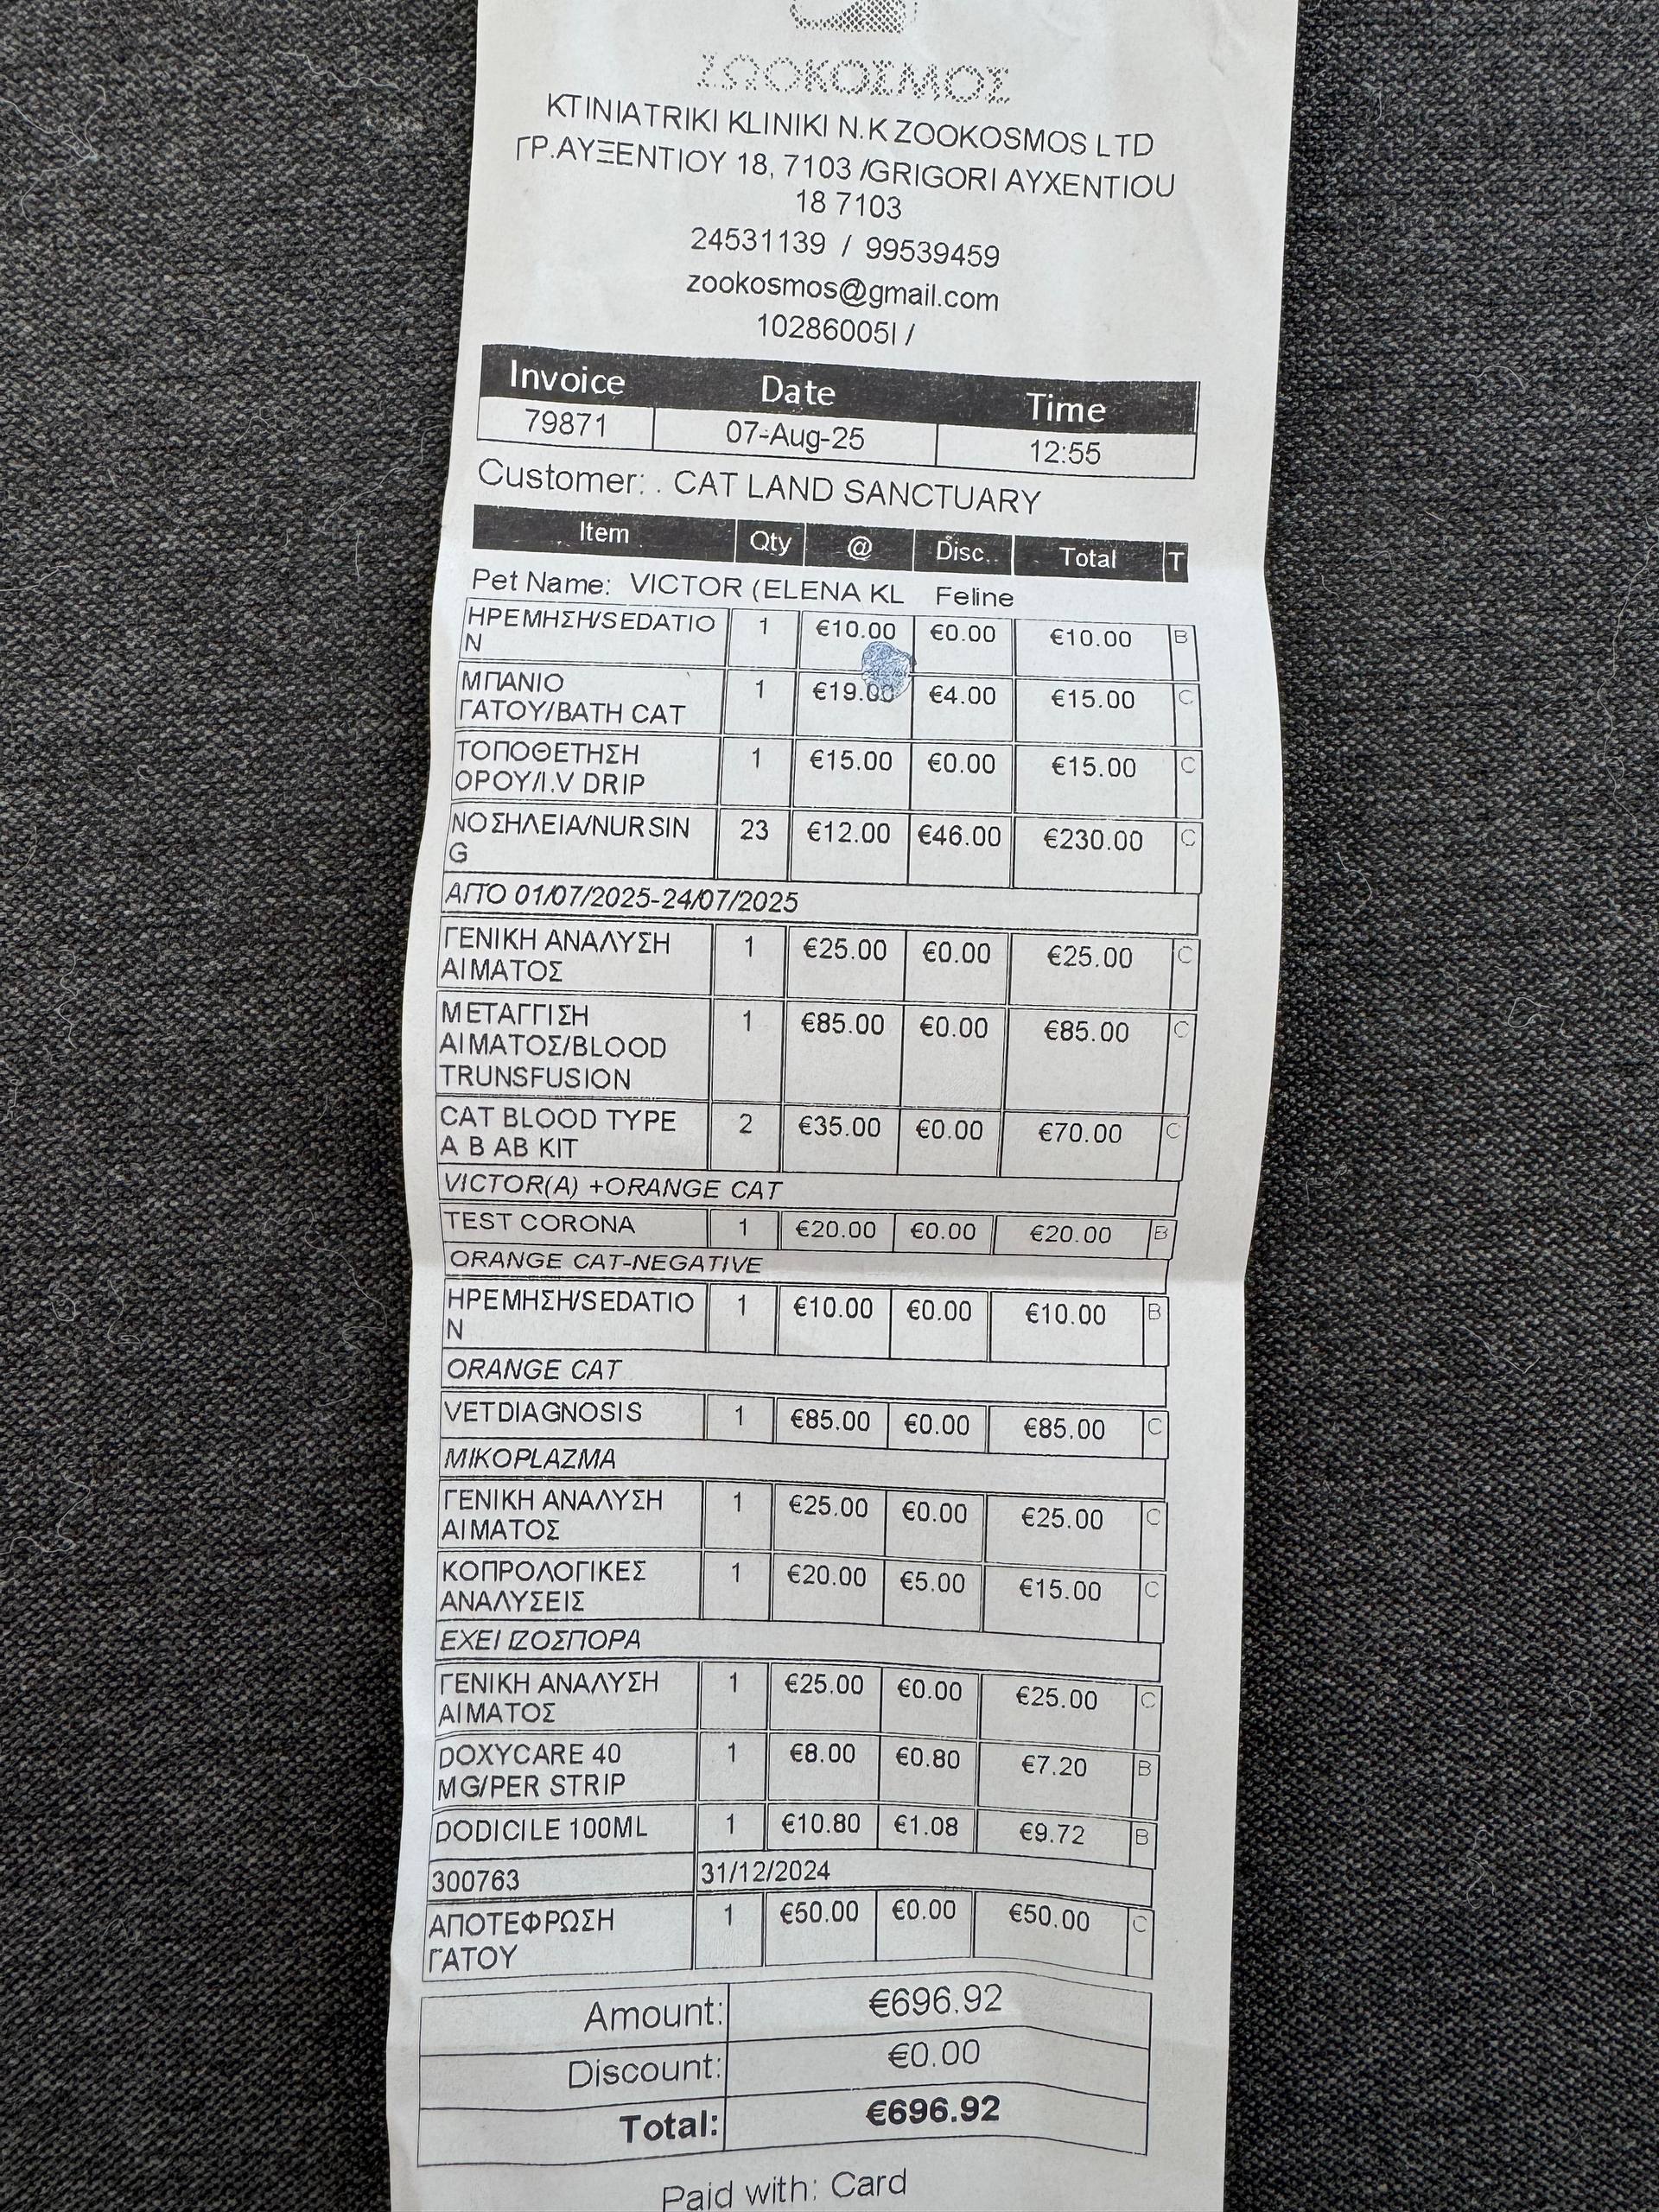 ΖΩΟΚΟΣΜΟΣ
KTINIATRIKI KLINIKI N.K ZOOKOSMOS LTD
ΓΡ.ΑΥΞΕΝΤΙΟΥ 18, 7103 /GRIGORI AYXENTIOU
18 7103
24531139 / 99539459
zookosmos@gmail.com
10286005I /
Invoice Date Time
79871 07-Aug-25 12:55
Customer: . CAT LAND SANCTUARY
Item Qty @ Disc.. Total T
Pet Name: VICTOR (ELENA KL Feline
ΗΡΕΜΗΣΗ/SEDATIO 1 €10.00 €0.00 €10.00 B
N
ΜΠΑΝΙΟ 1 €19.00 €4.00 €15.00 C
ΓΑΤΟΥ/BATH CAT
ΤΟΠΟΘΕΤΗΣΗ 1 €15.00 €0.00 €15.00 C
ΟΡΟΥ/I.V DRIP
ΝΟΣΗΛΕΙΑ/NURSIN 23 €12.00 €46.00 €230.00 C
G
ΑΠΟ 01/07/2025-24/07/2025
ΓΕΝΙΚΗ ΑΝΑΛΥΣΗ 1 €25.00 €0.00 €25.00 C
ΑΙΜΑΤΟΣ
ΜΕΤΑΓΓΙΣΗ 1 €85.00 €0.00 €85.00 C
ΑΙΜΑΤΟΣ/BLOOD
TRUNSFUSION
CAT BLOOD TYPE 2 €35.00 €0.00 €70.00 C
A B AB KIT
VICTOR(A) +ORANGE CAT
TEST CORONA 1 €20.00 €0.00 €20.00 B
ORANGE CAT-NEGATIVE
ΗΡΕΜΗΣΗ/SEDATIO 1 €10.00 €0.00 €10.00 B
N
ORANGE CAT
VETDIAGNOSIS 1 €85.00 €0.00 €85.00 C
MIKOPLAZMA
ΓΕΝΙΚΗ ΑΝΑΛΥΣΗ 1 €25.00 €0.00 €25.00 C
ΑΙΜΑΤΟΣ
ΚΟΠΡΟΛΟΓΙΚΕΣ 1 €20.00 €5.00 €15.00 C
ΑΝΑΛΥΣΕΙΣ
ΕΧΕΙ ΙΖΟΣΠΟΡΑ
ΓΕΝΙΚΗ ΑΝΑΛΥΣΗ 1 €25.00 €0.00 €25.00 C
ΑΙΜΑΤΟΣ
DOXYCARE 40 1 €8.00 €0.80 €7.20 B
MG/PER STRIP
DODICILE 100ML 1 €10.80 €1.08 €9.72 B
300763 31/12/2024
ΑΠΟΤΕΦΡΩΣΗ 1 €50.00 €0.00 €50.00 C
ΓΑΤΟΥ
Amount: €696.92
Discount: €0.00
Total: €696.92
Paid with: Card